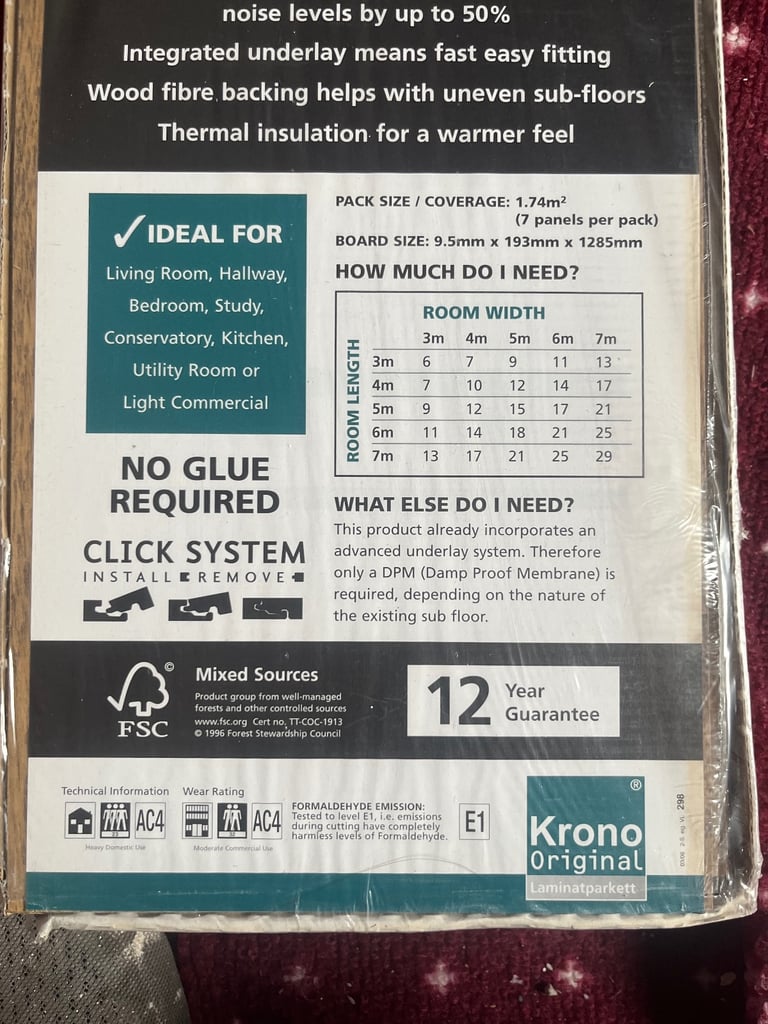 noise levels by up to 50%
Integrated underlay means fast easy fitting
Wood fibre backing helps with uneven sub-floors
Thermal insulation for a warmer feel
✓IDEAL FOR
Living Room, Hallway,
Bedroom, Study,
Conservatory, Kitchen,
Utility Room or
Light Commercial
NO GLUE
REQUIRED
CLICK SYSTEM
INSTALL REMOVE
PACK SIZE / COVERAGE: 1.74m²
(7 panels per pack)
BOARD SIZE: 9.5mm x 193mm x 1285mm
HOW MUCH DO I NEED?
ROOM WIDTH
ROOM LENGTH
3m 4m 5m 6m 7m
3m 6 7 9 11 13
4m 7 10 12 14 17
5m 9 12 15 17 21
6m 11 14 18 21 25
7m 13 17 21 25 29
WHAT ELSE DO I NEED?
This product already incorporates an
advanced underlay system. Therefore
only a DPM (Damp Proof Membrane) is
required, depending on the nature of
the existing sub floor.
©
FSC
Mixed Sources
Product group from well-managed
forests and other controlled sources
www.fsc.org Cert no. TT-COC-1913
© 1996 Forest Stewardship Council
12 Year
Guarantee
Technical Information
AC4
Heavy Domestic Use
Wear Rating
AC4
Moderate Commercial Use
FORMALDEHYDE EMISSION:
Tested to level E1, i.e. emissions
during cutting have completely
harmless levels of Formaldehyde.
E1
®
Krono
Original
Laminatparkett
298